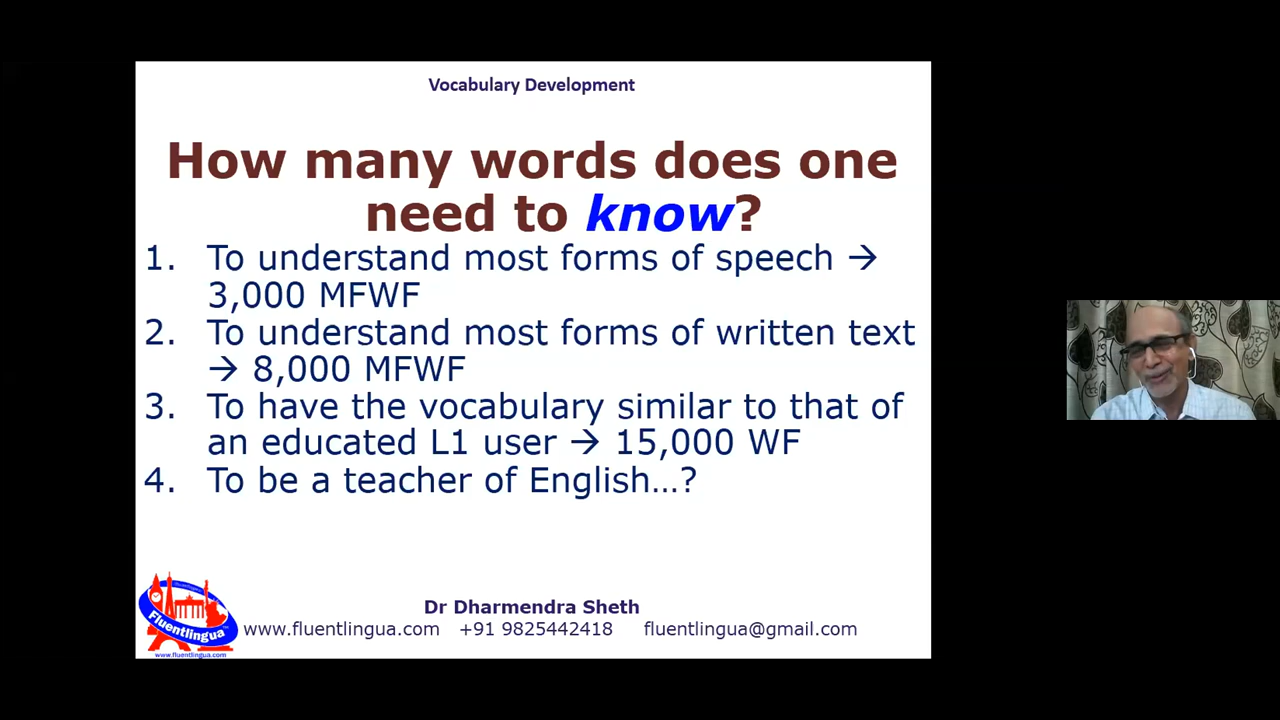 Vocabulary Development
How many words does one
need to know?
1. To understand most forms of speech →
3,000 MFWF
2. To understand most forms of written text
→ 8,000 MFWF
3. To have the vocabulary similar to that of
an educated L1 user → 15,000 WF
4. To be a teacher of English…?
Fluentlingua
www.fluentlingua.com
Dr Dharmendra Sheth
www.fluentlingua.com +91 9825442418 fluentlingua@gmail.com